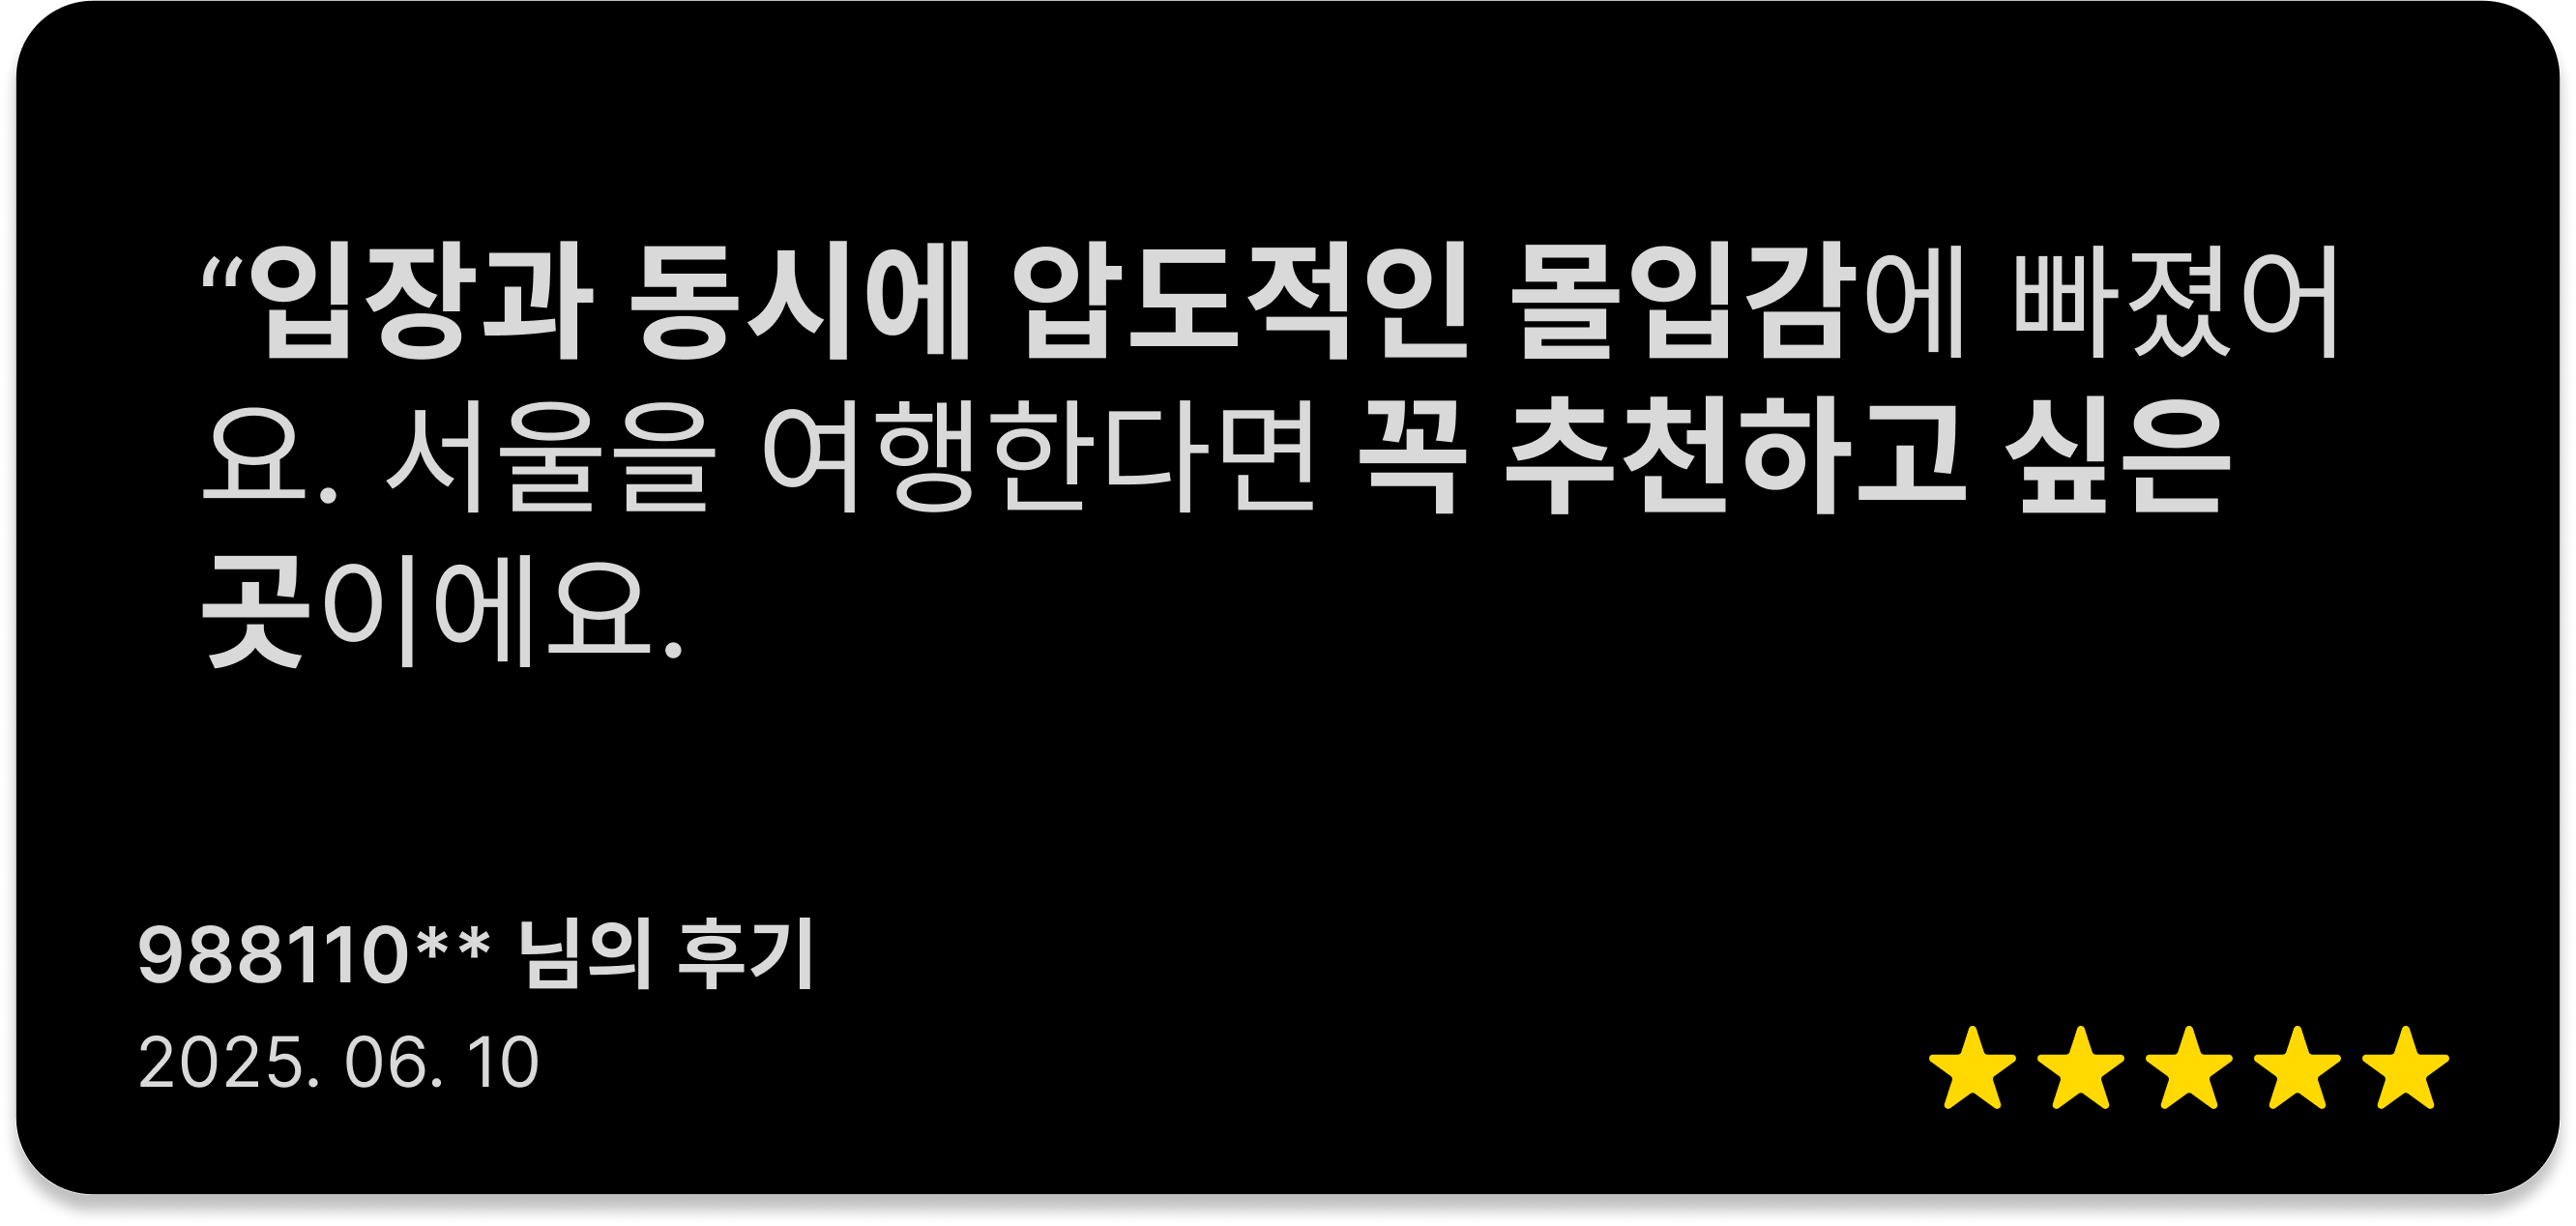 “입장과 동시에 압도적인 몰입감에 빠졌어
요. 서울을 여행한다면 꼭 추천하고 싶은
곳이에요.
988110** 님의 후기
2025. 06. 10